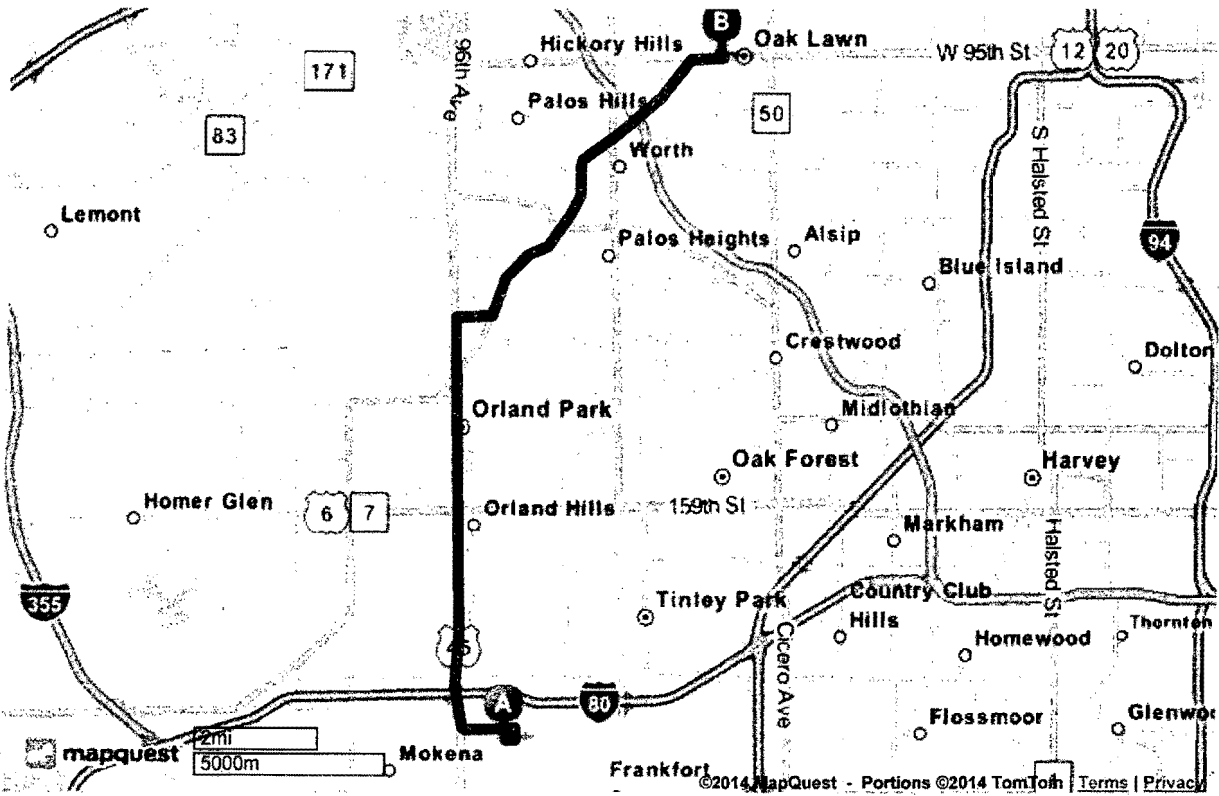 B
Hickory Hills
Oak Lawn
W 95th St
12
20
171
96th Ave
Palos Hills
50
83
Worth
S Halsted St
Lemont
Palos Heights
Alsip
94
Blue Island
Crestwood
Dolton
Orland Park
Midlothian
Oak Forest
Harvey
Homer Glen
6
7
Orland Hills
159th St
Markham
Halsted St
355
Tinley Park
Country Club
Hills
Thornton
45
Cicero Ave
Homewood
A
80
Flossmoor
Glenwoo
mapquest
2mi
5000m
Mokena
Frankfort
©2014 MapQuest - Portions ©2014 TomTom | Terms | Privacy